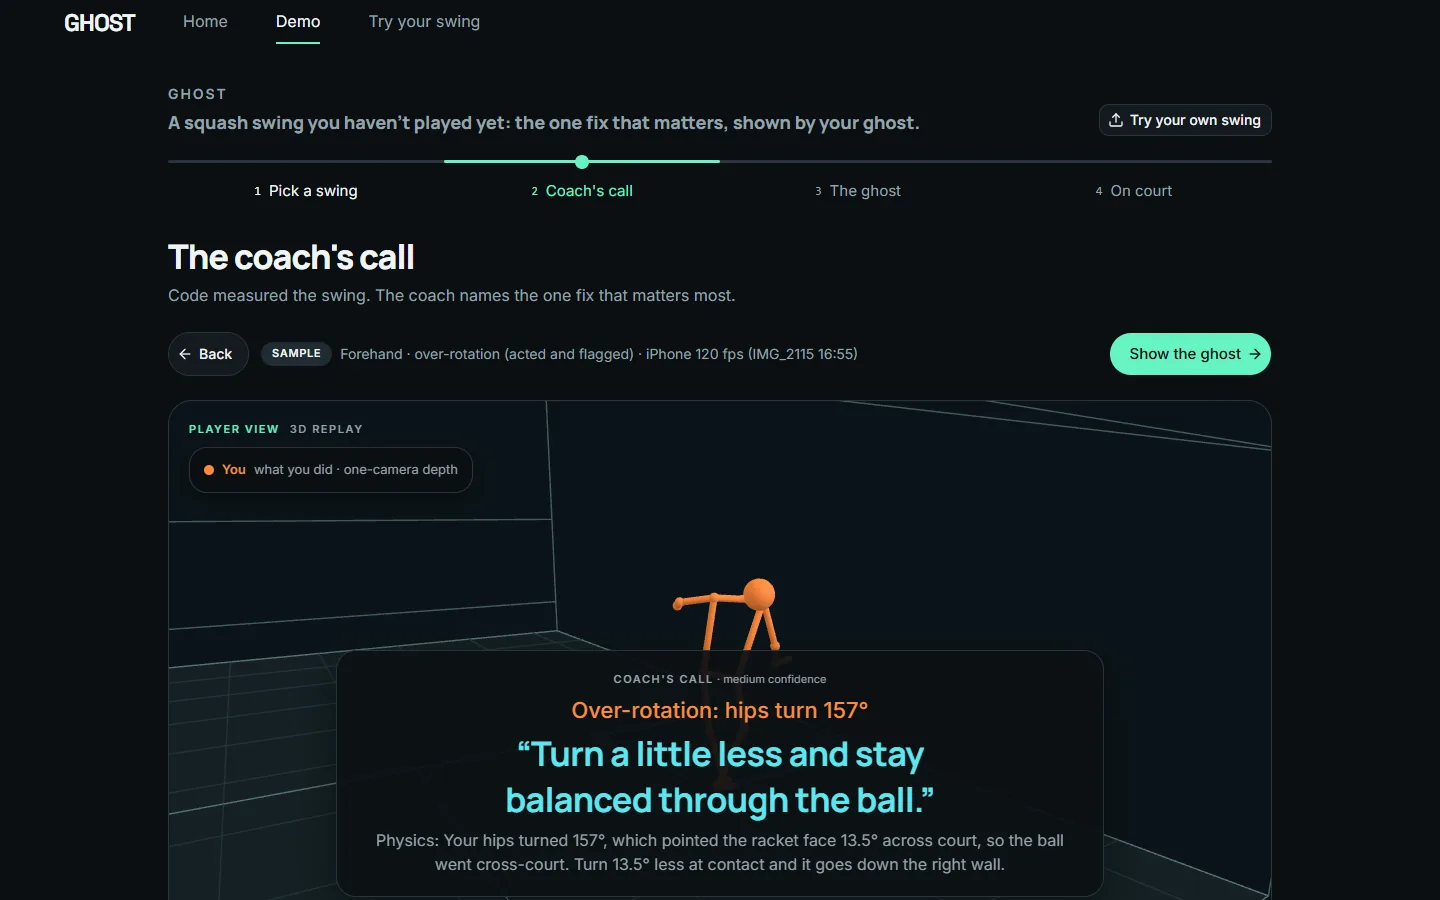 GHOST
Home
Demo
Try your swing
GHOST
A squash swing you haven't played yet: the one fix that matters, shown by your ghost.
Try your own swing
1 Pick a swing
2 Coach's call
3 The ghost
4 On court
The coach's call
Code measured the swing. The coach names the one fix that matters most.
Back
SAMPLE
Forehand · over-rotation (acted and flagged) · iPhone 120 fps (IMG_2115 16:55)
Show the ghost
PLAYER VIEW 3D REPLAY
You what you did · one-camera depth
COACH'S CALL · medium confidence
Over-rotation: hips turn 157°
“Turn a little less and stay
balanced through the ball.”
Physics: Your hips turned 157°, which pointed the racket face 13.5° across court, so the ball
went cross-court. Turn 13.5° less at contact and it goes down the right wall.